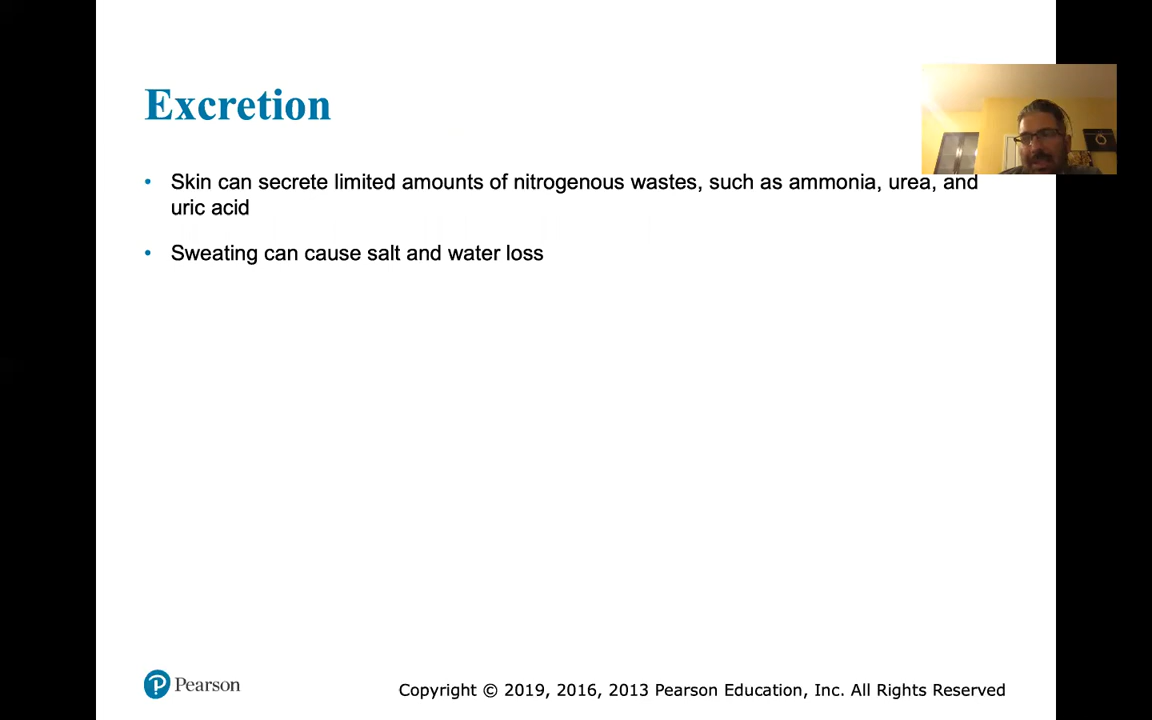 Excretion
• Skin can secrete limited amounts of nitrogenous wastes, such as ammonia, urea, and
uric acid
• Sweating can cause salt and water loss
Pearson
Copyright © 2019, 2016, 2013 Pearson Education, Inc. All Rights Reserved